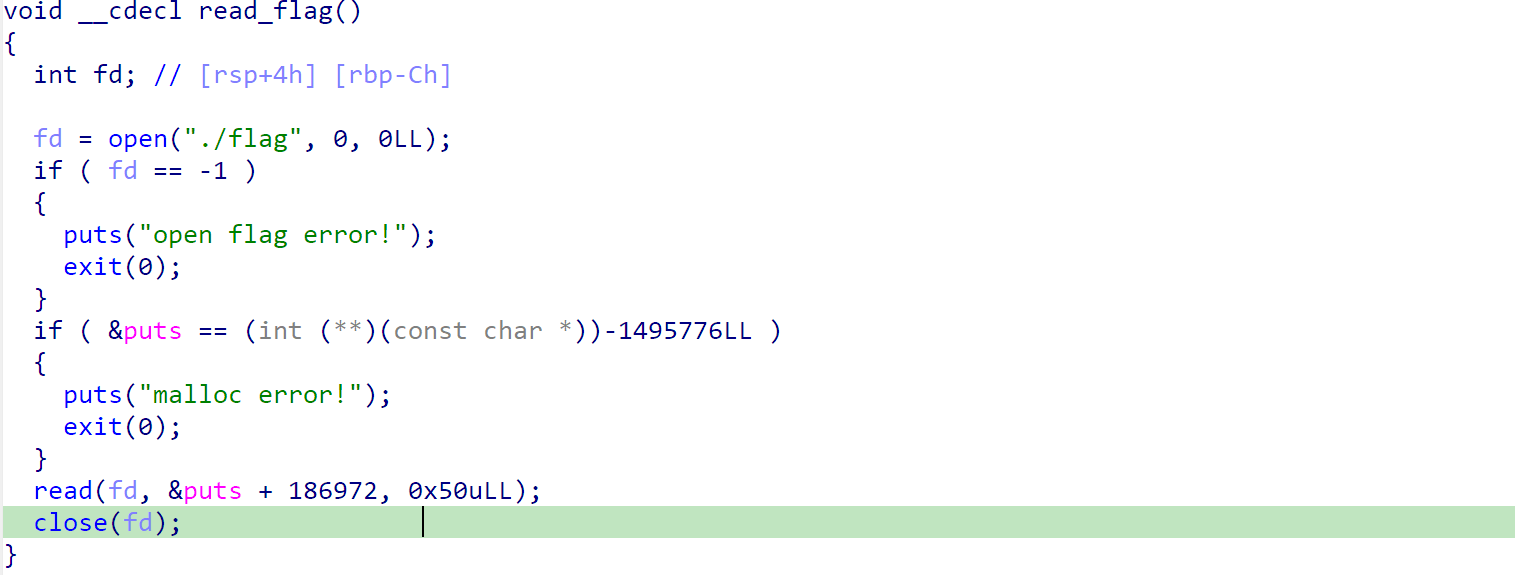 void __cdecl read_flag()
{
  int fd; // [rsp+4h] [rbp-Ch]

  fd = open("./flag", 0, 0LL);
  if ( fd == -1 )
  {
    puts("open flag error!");
    exit(0);
  }
  if ( &puts == (int (**)(const char *))-1495776LL )
  {
    puts("malloc error!");
    exit(0);
  }
  read(fd, &puts + 186972, 0x50uLL);
  close(fd);
}